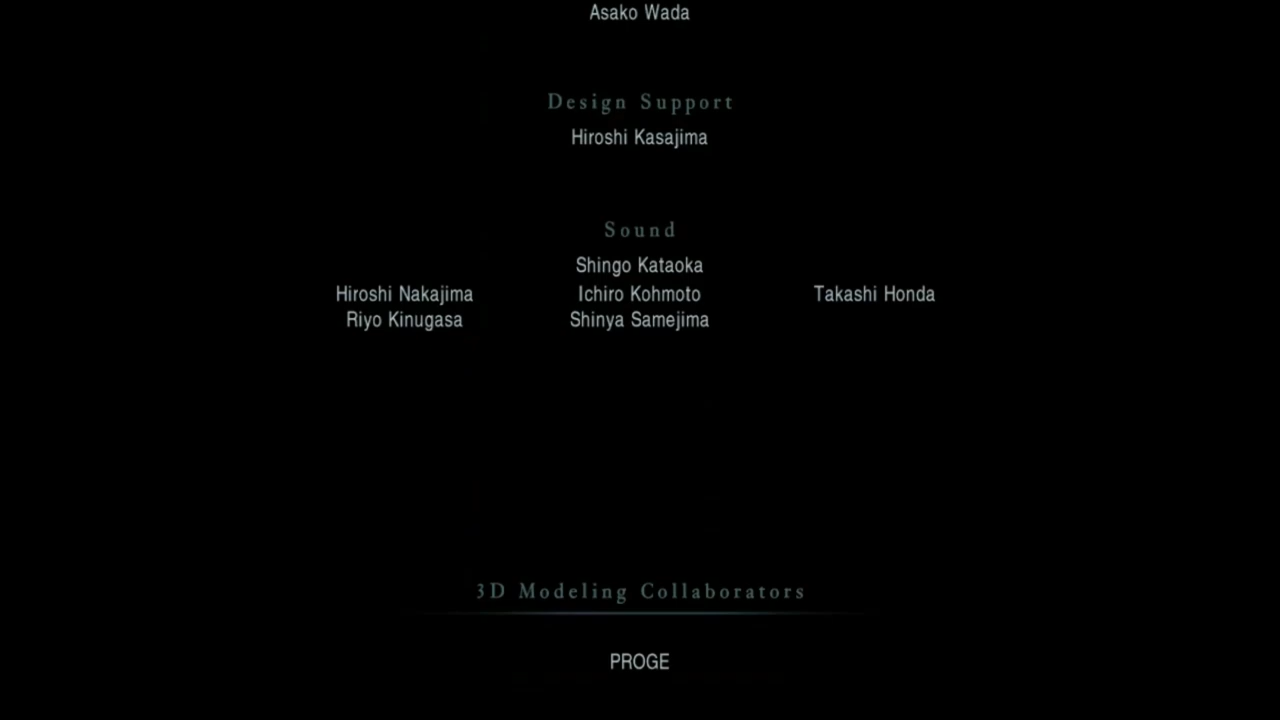 Asako Wada
Design Support
Hiroshi Kasajima
Sound
Shingo Kataoka
Hiroshi Nakajima Ichiro Kohmoto Takashi Honda
Riyo Kinugasa Shinya Samejima
3D Modeling Collaborators
PROGE